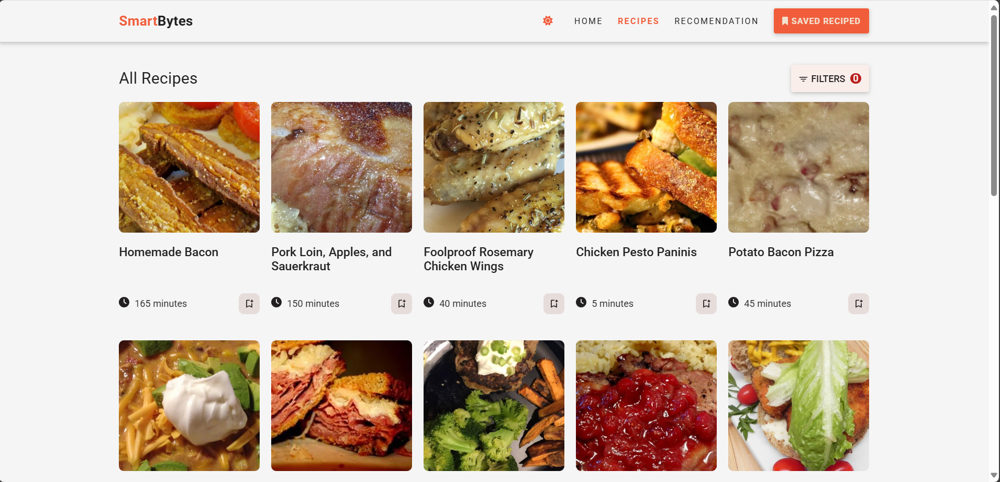 SmartBytes
HOME
RECIPES
RECOMENDATION
SAVED RECIPED
All Recipes
FILTERS 0
Homemade Bacon
Pork Loin, Apples, and
Sauerkraut
Foolproof Rosemary
Chicken Wings
Chicken Pesto Paninis
Potato Bacon Pizza
165 minutes
150 minutes
40 minutes
5 minutes
45 minutes